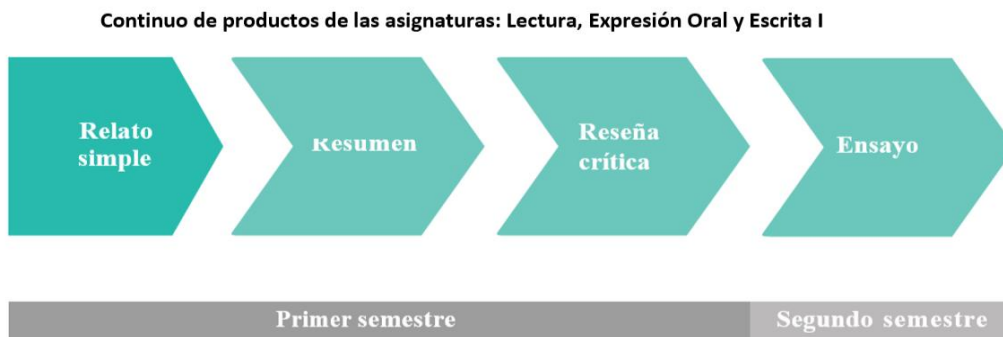 Continuo de productos de las asignaturas: Lectura, Expresión Oral y Escrita I
Relato
simple
Resumen
Reseña
crítica
Ensayo
Primer semestre
Segundo semestre